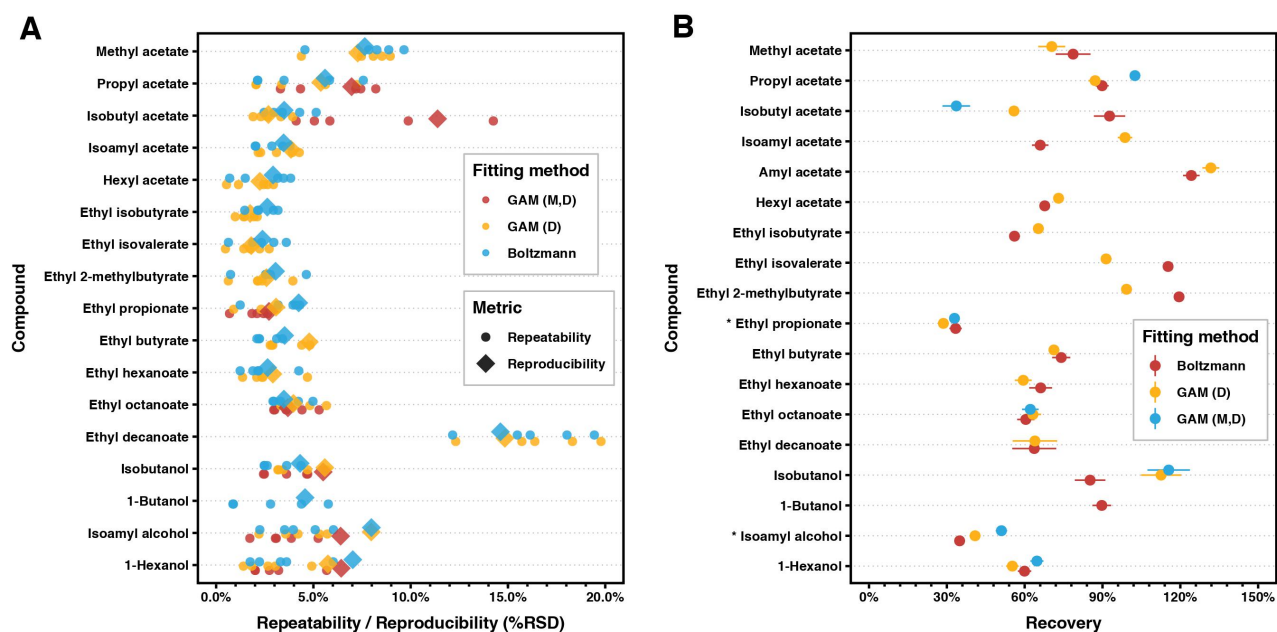 A
Compound
Methyl acetate
Propyl acetate
Isobutyl acetate
Isoamyl acetate
Hexyl acetate
Ethyl isobutyrate
Ethyl isovalerate
Ethyl 2-methylbutyrate
Ethyl propionate
Ethyl butyrate
Ethyl hexanoate
Ethyl octanoate
Ethyl decanoate
Isobutanol
1-Butanol
Isoamyl alcohol
1-Hexanol
Fitting method
GAM (M,D)
GAM (D)
Boltzmann
Metric
Repeatability
Reproducibility
0.0% 5.0% 10.0% 15.0% 20.0%
Repeatability / Reproducibility (%RSD)
B
Compound
Methyl acetate
Propyl acetate
Isobutyl acetate
Isoamyl acetate
Amyl acetate
Hexyl acetate
Ethyl isobutyrate
Ethyl isovalerate
Ethyl 2-methylbutyrate
* Ethyl propionate
Ethyl butyrate
Ethyl hexanoate
Ethyl octanoate
Ethyl decanoate
Isobutanol
1-Butanol
* Isoamyl alcohol
1-Hexanol
Fitting method
Boltzmann
GAM (D)
GAM (M,D)
0% 30% 60% 90% 120% 150%
Recovery